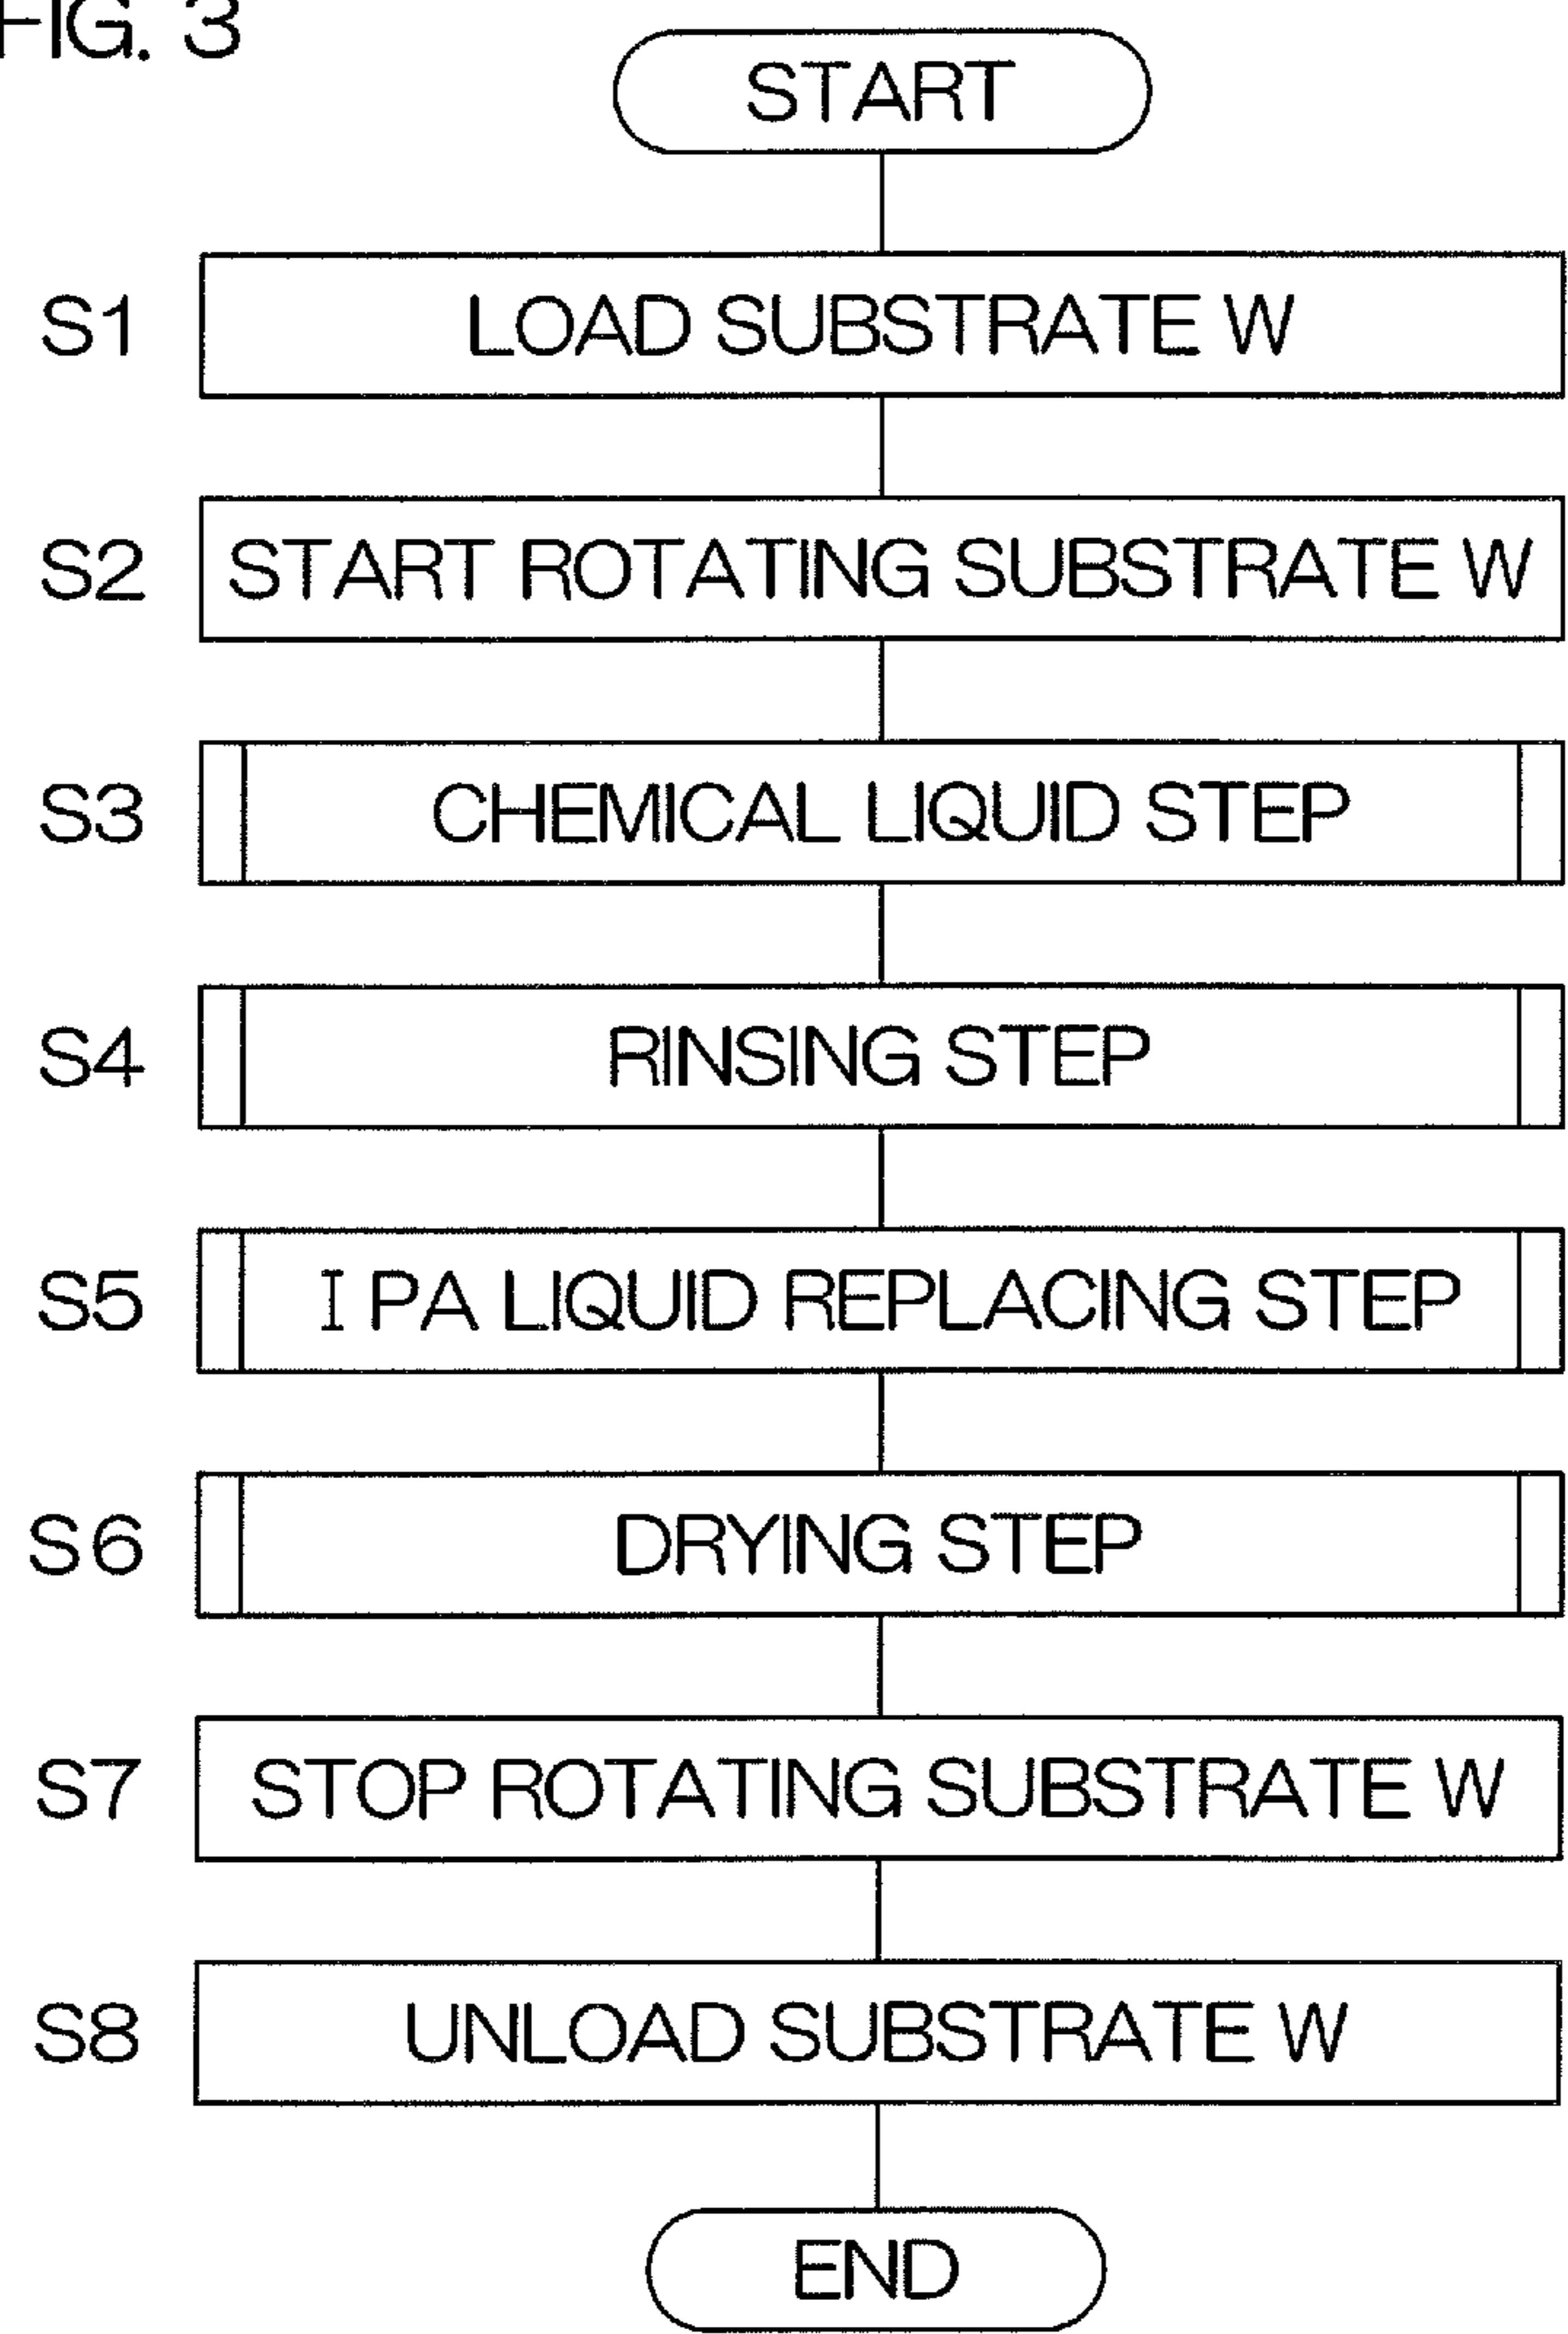 FIG. 3
START
S1 LOAD SUBSTRATE W
S2 START ROTATING SUBSTRATE W
S3 CHEMICAL LIQUID STEP
S4 RINSING STEP
S5 IPA LIQUID REPLACING STEP
S6 DRYING STEP
S7 STOP ROTATING SUBSTRATE W
S8 UNLOAD SUBSTRATE W
END